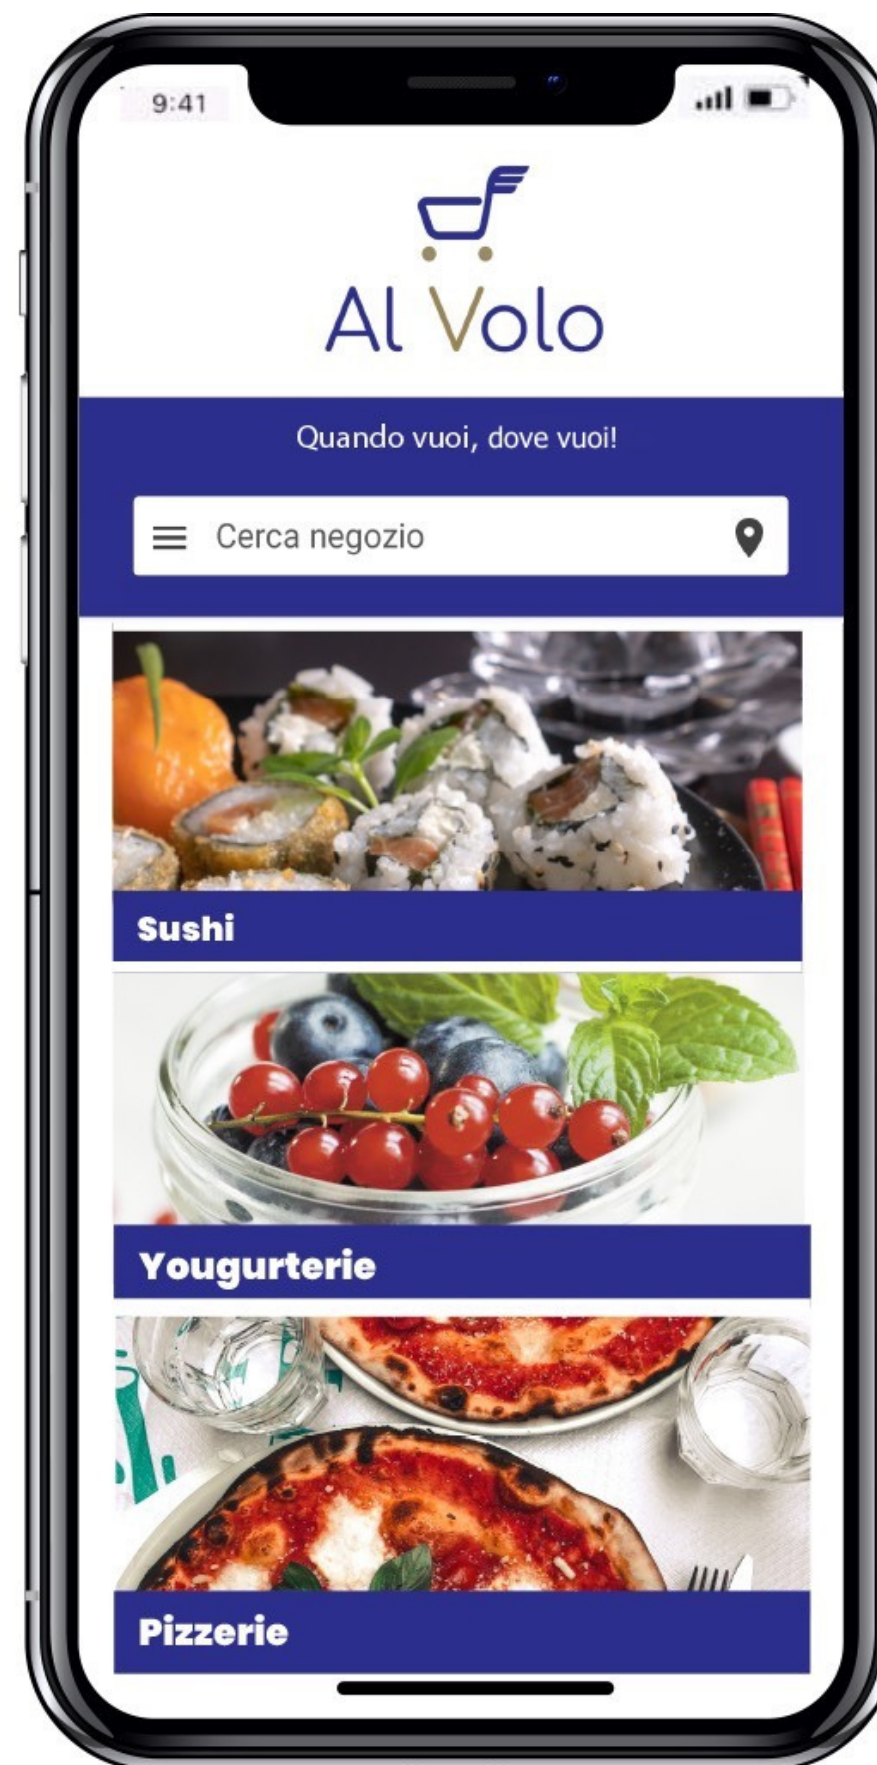 9:41
Al Volo
Quando vuoi, dove vuoi!
Cerca negozio
Sushi
Yougurterie
Pizzerie